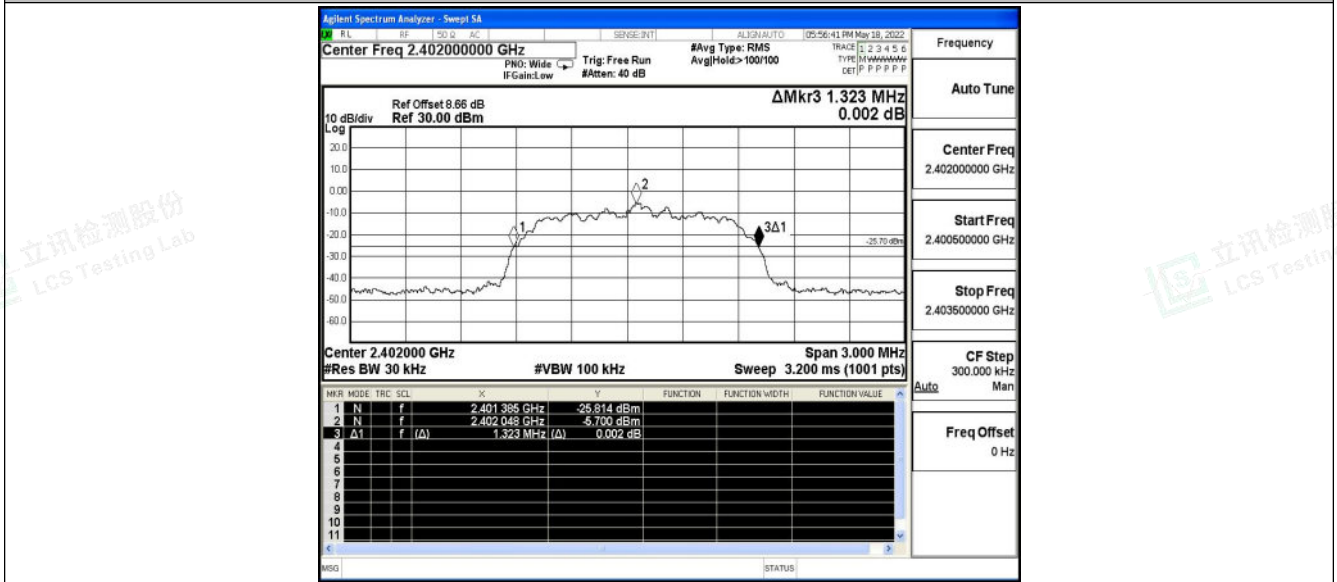 Agilent Spectrum Analyzer - Swept SA
RL RF 50 Ω AC SENSE:INT ALIGNAUTO 05:56:41 PM May 18, 2022
Center Freq 2.402000000 GHz
PNO: Wide
IFGain:Low
Trig: Free Run
#Atten: 40 dB
#Avg Type: RMS
Avg|Hold:>100/100
TRACE 1 2 3 4 5 6
TYPE M W W W W W
DET P P P P P P
ΔMkr3 1.323 MHz
0.002 dB
Ref Offset 8.66 dB
10 dB/div Ref 30.00 dBm
Log
20.0
10.0
0.00
-10.0
-20.0
-30.0
-40.0
-50.0
-60.0
1
2
3Δ1
-25.70 dBm
Center 2.402000 GHz Span 3.000 MHz
#Res BW 30 kHz #VBW 100 kHz Sweep 3.200 ms (1001 pts)
MKR MODE TRC SCL X Y FUNCTION FUNCTION WIDTH FUNCTION VALUE
1 N f 2.401 385 GHz -25.814 dBm
2 N f 2.402 048 GHz -5.700 dBm
3 Δ1 f (Δ) 1.323 MHz (Δ) 0.002 dB
4
5
6
7
8
9
10
11
MSG STATUS
Frequency
Auto Tune
Center Freq
2.402000000 GHz
Start Freq
2.400500000 GHz
Stop Freq
2.403500000 GHz
CF Step
300.000 kHz
Auto Man
Freq Offset
0 Hz
立讯检测股份
LCS Testing Lab
立讯检测股
LCS Testin